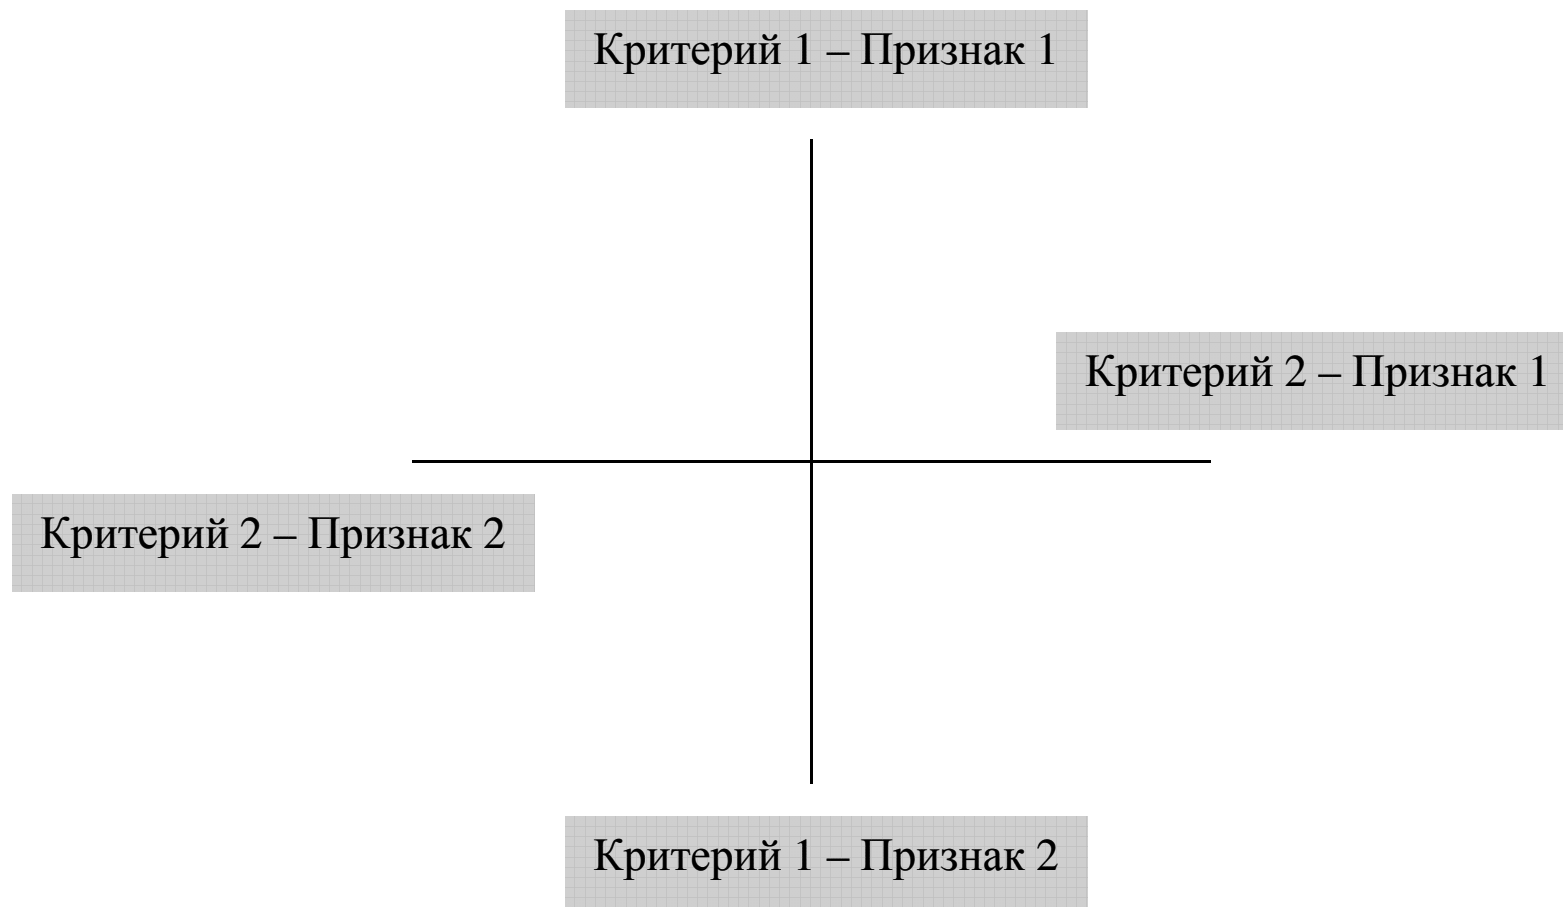 Критерий 1 – Признак 1
Критерий 2 – Признак 1
Критерий 2 – Признак 2
Критерий 1 – Признак 2